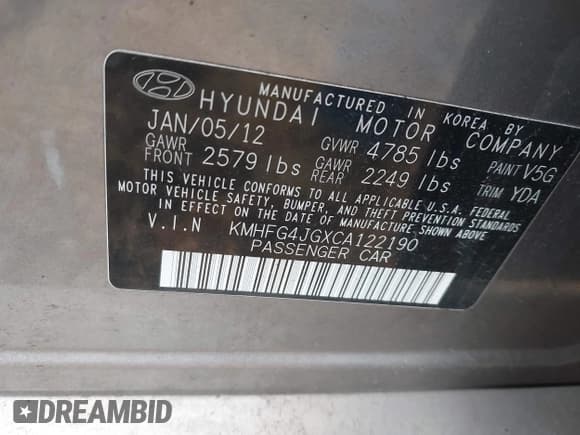 MANUFACTURED IN KOREA BY
HYUNDAI MOTOR COMPANY
JAN/05/12 GVWR 4785 lbs PAINT V5G
GAWR FRONT 2579 lbs GAWR REAR 2249 lbs TRIM YDA
THIS VEHICLE CONFORMS TO ALL APPLICABLE U.S.A. FEDERAL
MOTOR VEHICLE SAFETY, BUMPER, AND THEFT PREVENTION STANDARDS
IN EFFECT ON THE DATE OF MANUFACTURE SHOWN ABOVE.
V.I.N KMHFG4JGXCA122190
PASSENGER CAR
DREAMBID